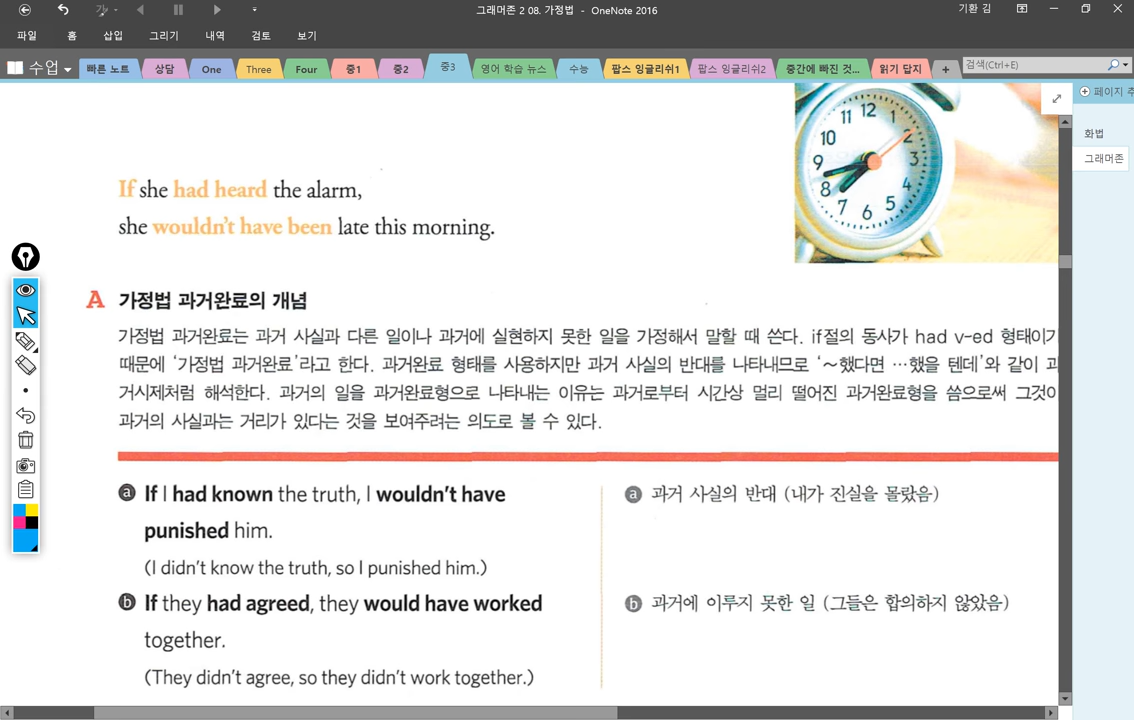 그래머존 2 08. 가정법 - OneNote 2016
기환 김
파일 홈 삽입 그리기 내역 검토 보기
수업 빠른 노트 상담 One Three Four 중1 중2 중3 영어 학습 뉴스 수능 팝스 잉글리쉬1 팝스 잉글리쉬2 중간에 빠진 것... 읽기 답지 + 검색(Ctrl+E)
페이지 추
화법
그래머존
12 1 2 3 4 5 6 7 8 9 10 11
If she had heard the alarm,
she wouldn't have been late this morning.
A 가정법 과거완료의 개념
가정법 과거완료는 과거 사실과 다른 일이나 과거에 실현하지 못한 일을 가정해서 말할 때 쓴다. if절의 동사가 had v-ed 형태이기
때문에 ‘가정법 과거완료’라고 한다. 과거완료 형태를 사용하지만 과거 사실의 반대를 나타내므로 ‘~했다면 …했을 텐데’와 같이 과
거시제처럼 해석한다. 과거의 일을 과거완료형으로 나타내는 이유는 과거로부터 시간상 멀리 떨어진 과거완료형을 씀으로써 그것이
과거의 사실과는 거리가 있다는 것을 보여주려는 의도로 볼 수 있다.
a If I had known the truth, I wouldn't have
punished him.
(I didn't know the truth, so I punished him.)
b If they had agreed, they would have worked
together.
(They didn't agree, so they didn't work together.)
a 과거 사실의 반대 (내가 진실을 몰랐음)
b 과거에 이루지 못한 일 (그들은 합의하지 않았음)